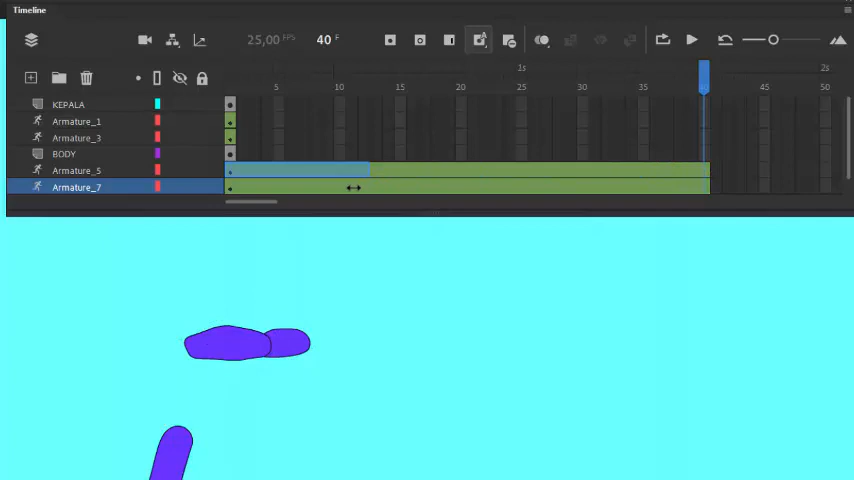 Timeline
25,00 FPS 40 F
1s 2s
5 10 15 20 25 30 35 45 50
KEPALA
Armature_1
Armature_3
BODY
Armature_5
Armature_7